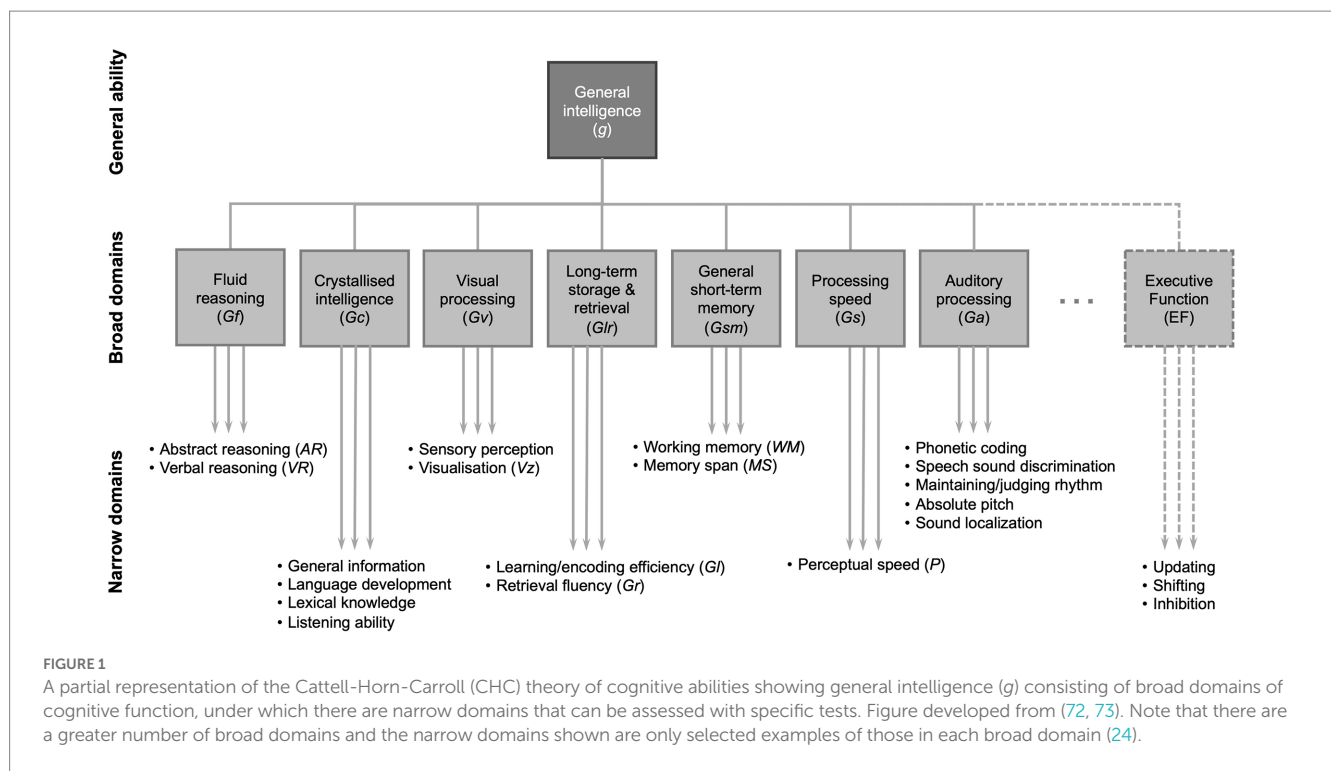 General ability
General
intelligence
(g)
Broad domains
Fluid
reasoning
(Gf)
Crystallised
intelligence
(Gc)
Visual
processing
(Gv)
Long-term
storage &
retrieval
(Glr)
General
short-term
memory
(Gsm)
Processing
speed
(Gs)
Auditory
processing
(Ga)
...
Executive
Function
(EF)
Narrow domains
• Abstract reasoning (AR)
• Verbal reasoning (VR)
• General information
• Language development
• Lexical knowledge
• Listening ability
• Sensory perception
• Visualisation (Vz)
• Learning/encoding efficiency (Gl)
• Retrieval fluency (Gr)
• Working memory (WM)
• Memory span (MS)
• Perceptual speed (P)
• Phonetic coding
• Speech sound discrimination
• Maintaining/judging rhythm
• Absolute pitch
• Sound localization
• Updating
• Shifting
• Inhibition
FIGURE 1
A partial representation of the Cattell-Horn-Carroll (CHC) theory of cognitive abilities showing general intelligence (g) consisting of broad domains of
cognitive function, under which there are narrow domains that can be assessed with specific tests. Figure developed from (72, 73). Note that there are
a greater number of broad domains and the narrow domains shown are only selected examples of those in each broad domain (24).